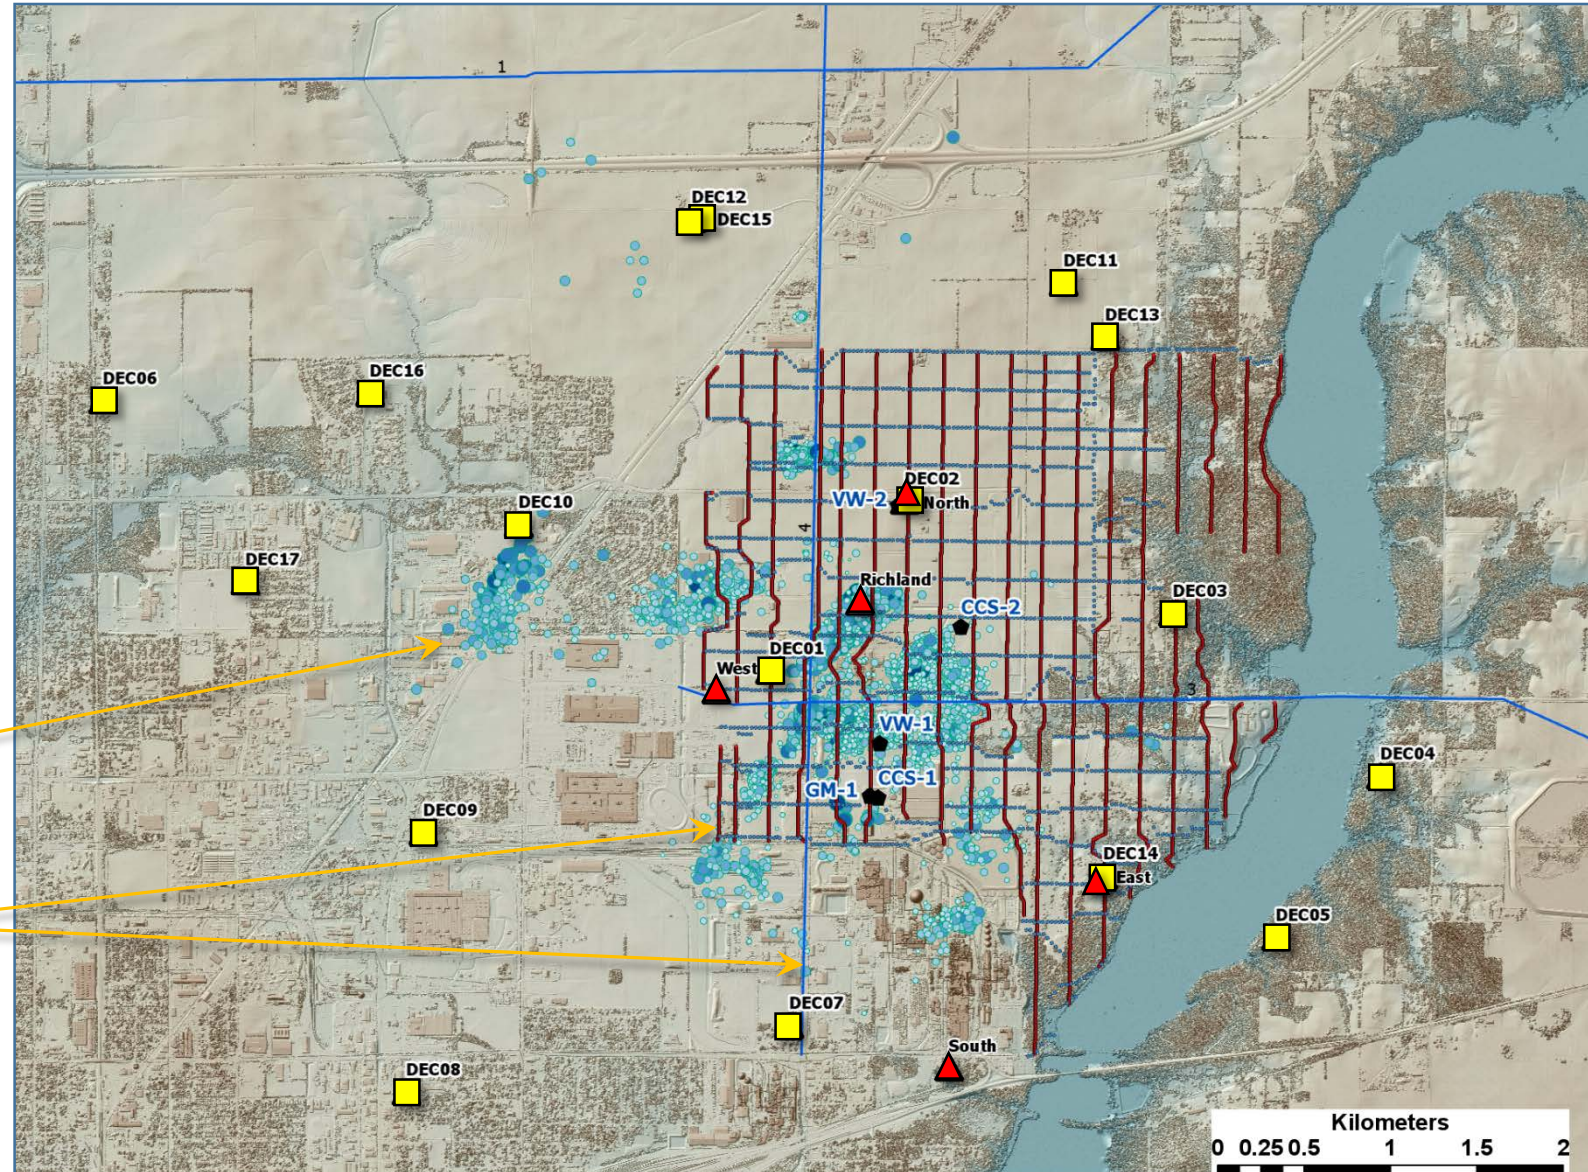 1
DEC12
DEC15
DEC11
DEC13
DEC06
DEC16
DEC02
VW-2
North
DEC10
4
DEC17
Richland
DEC03
CCS-2
DEC01
West
3
VW-1
DEC04
GM-1
CCS-1
DEC09
DEC14
East
DEC05
DEC07
South
DEC08
Kilometers
0 0.25 0.5 1 1.5 2